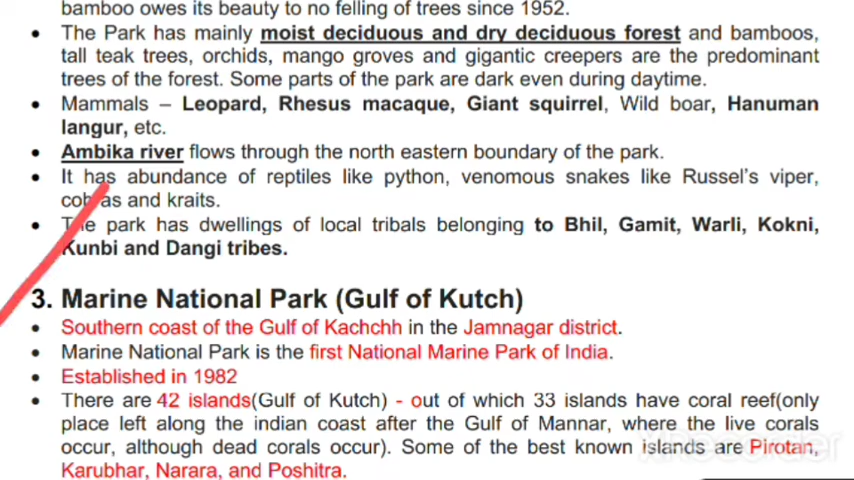 bamboo owes its beauty to no felling of trees since 1952.
• The Park has mainly moist deciduous and dry deciduous forest and bamboos,
tall teak trees, orchids, mango groves and gigantic creepers are the predominant
trees of the forest. Some parts of the park are dark even during daytime.
• Mammals – Leopard, Rhesus macaque, Giant squirrel, Wild boar, Hanuman
langur, etc.
• Ambika river flows through the north eastern boundary of the park.
• It has abundance of reptiles like python, venomous snakes like Russel's viper,
cobras and kraits.
• The park has dwellings of local tribals belonging to Bhil, Gamit, Warli, Kokni,
Kunbi and Dangi tribes.
3. Marine National Park (Gulf of Kutch)
• Southern coast of the Gulf of Kachchh in the Jamnagar district.
• Marine National Park is the first National Marine Park of India.
• Established in 1982
• There are 42 islands(Gulf of Kutch) - out of which 33 islands have coral reef(only
place left along the indian coast after the Gulf of Mannar, where the live corals
occur, although dead corals occur). Some of the best known islands are Pirotan,
Karubhar, Narara, and Poshitra.
XRecorder